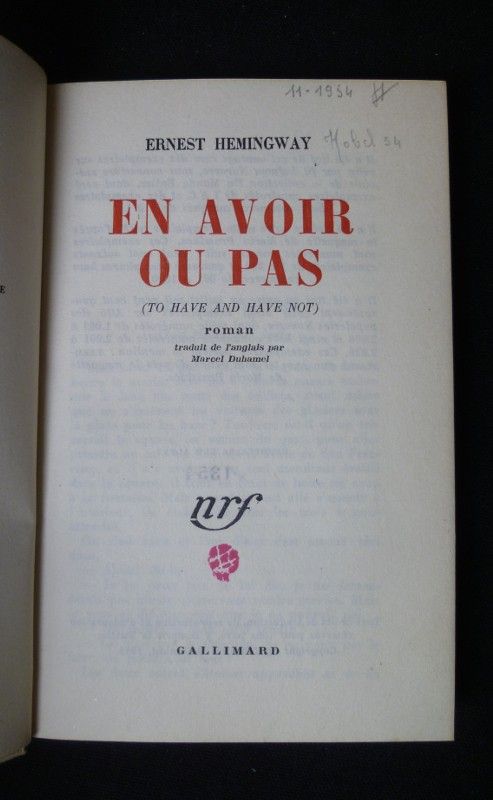 11-1954
ERNEST HEMINGWAY Nobel 54
EN AVOIR
OU PAS
(TO HAVE AND HAVE NOT)
roman
traduit de l'anglais par
Marcel Duhamel
nrf
GALLIMARD
E